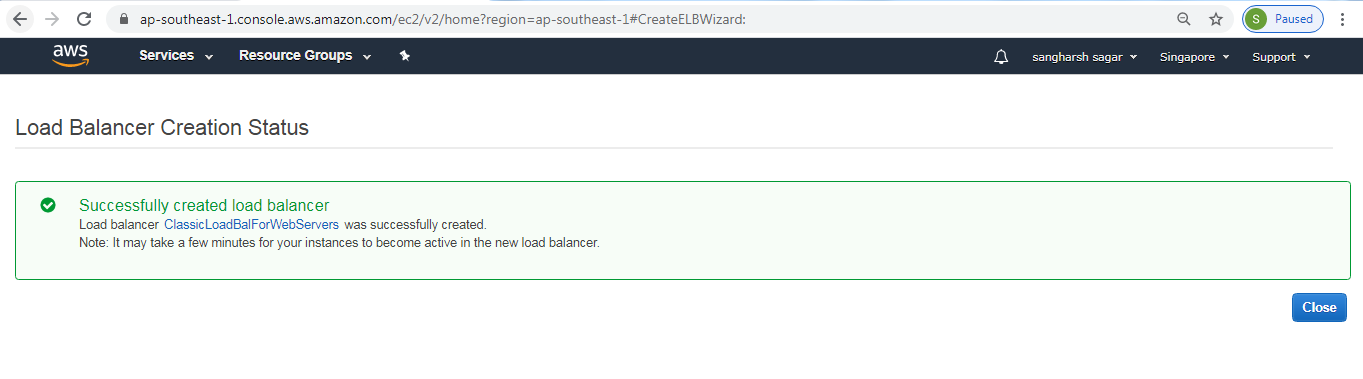 ap-southeast-1.console.aws.amazon.com/ec2/v2/home?region=ap-southeast-1#CreateELBWizard:
S Paused
aws Services Resource Groups sangharsh sagar Singapore Support
Load Balancer Creation Status
Successfully created load balancer
Load balancer ClassicLoadBalForWebServers was successfully created.
Note: It may take a few minutes for your instances to become active in the new load balancer.
Close